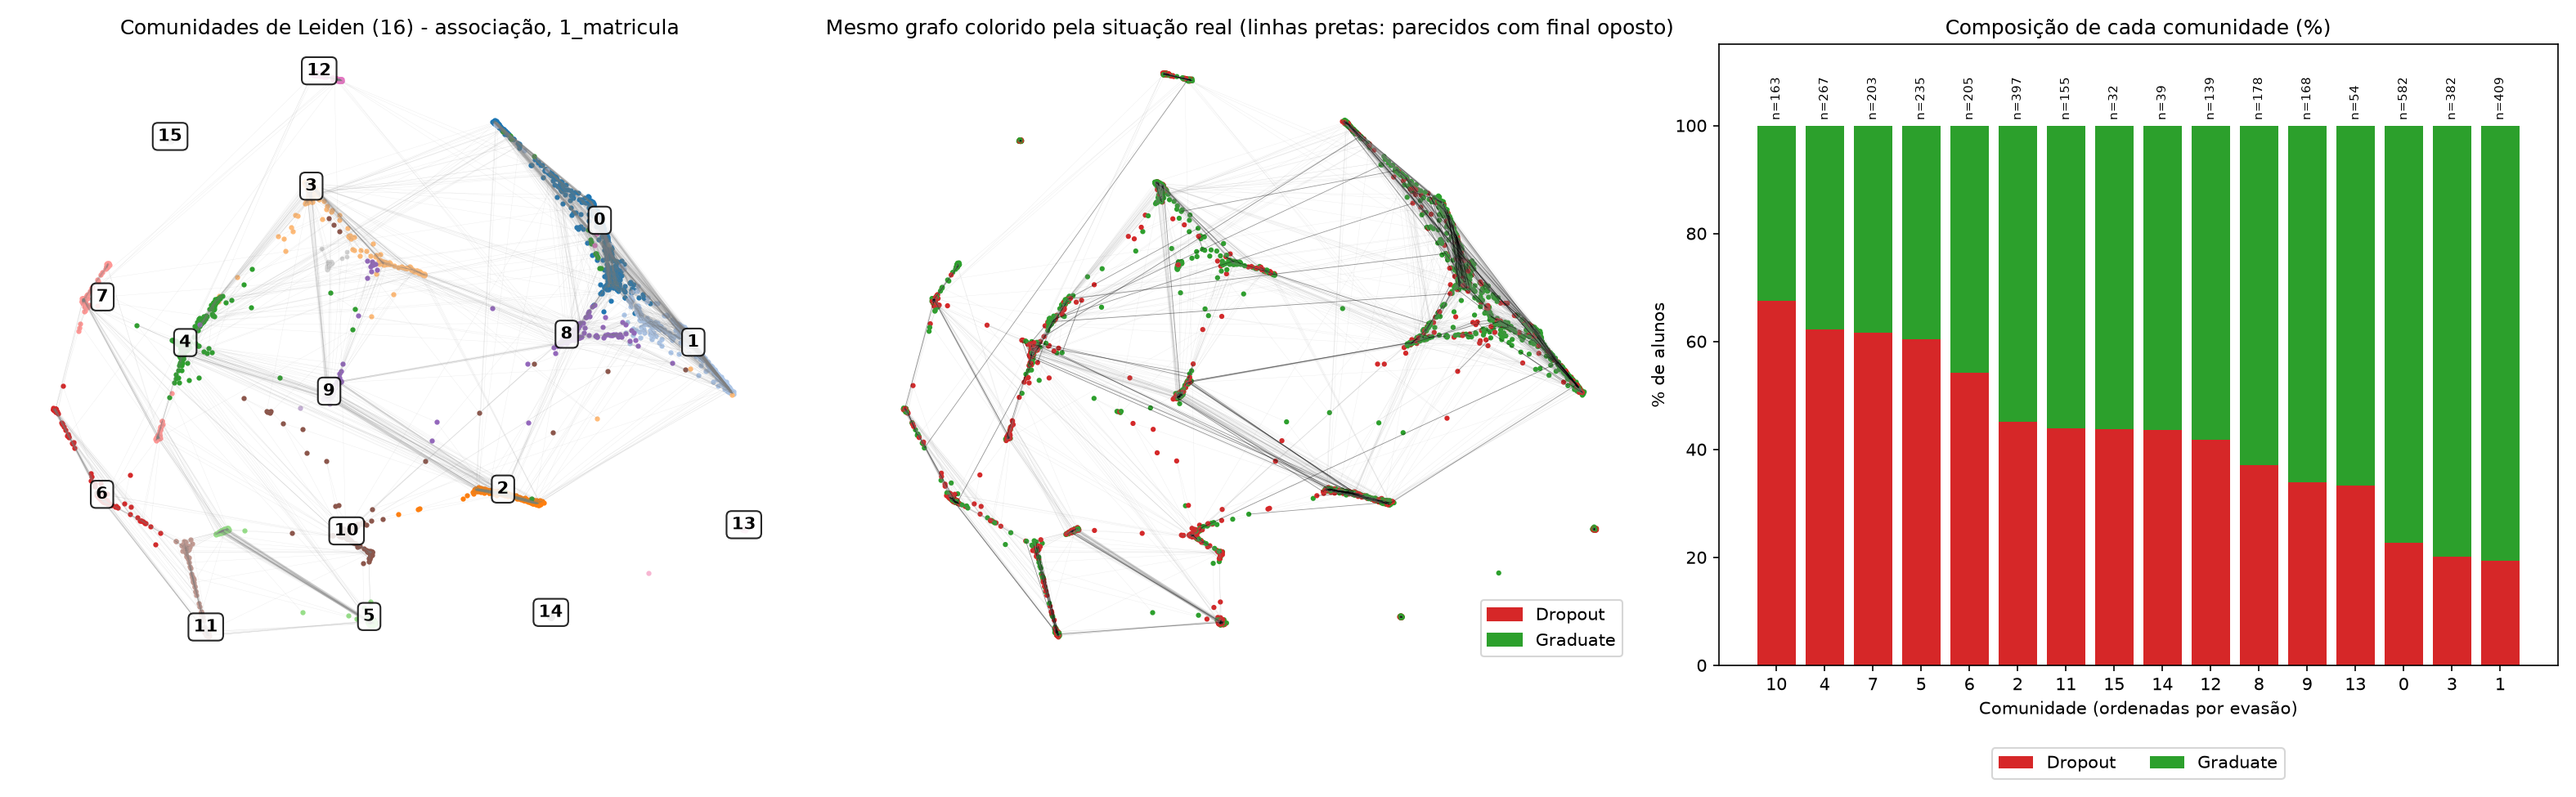 Comunidades de Leiden (16) - associação, 1_matricula
12
15
3
0
7
4
8
1
9
6
2
10
13
14
5
11
Mesmo grafo colorido pela situação real (linhas pretas: parecidos com final oposto)
Dropout
Graduate
Composição de cada comunidade (%)
n=163
n=267
n=203
n=235
n=205
n=397
n=155
n=32
n=39
n=139
n=178
n=168
n=54
n=582
n=382
n=409
% de alunos
100
80
60
40
20
0
10 4 7 5 6 2 11 15 14 12 8 9 13 0 3 1
Comunidade (ordenadas por evasão)
Dropout Graduate